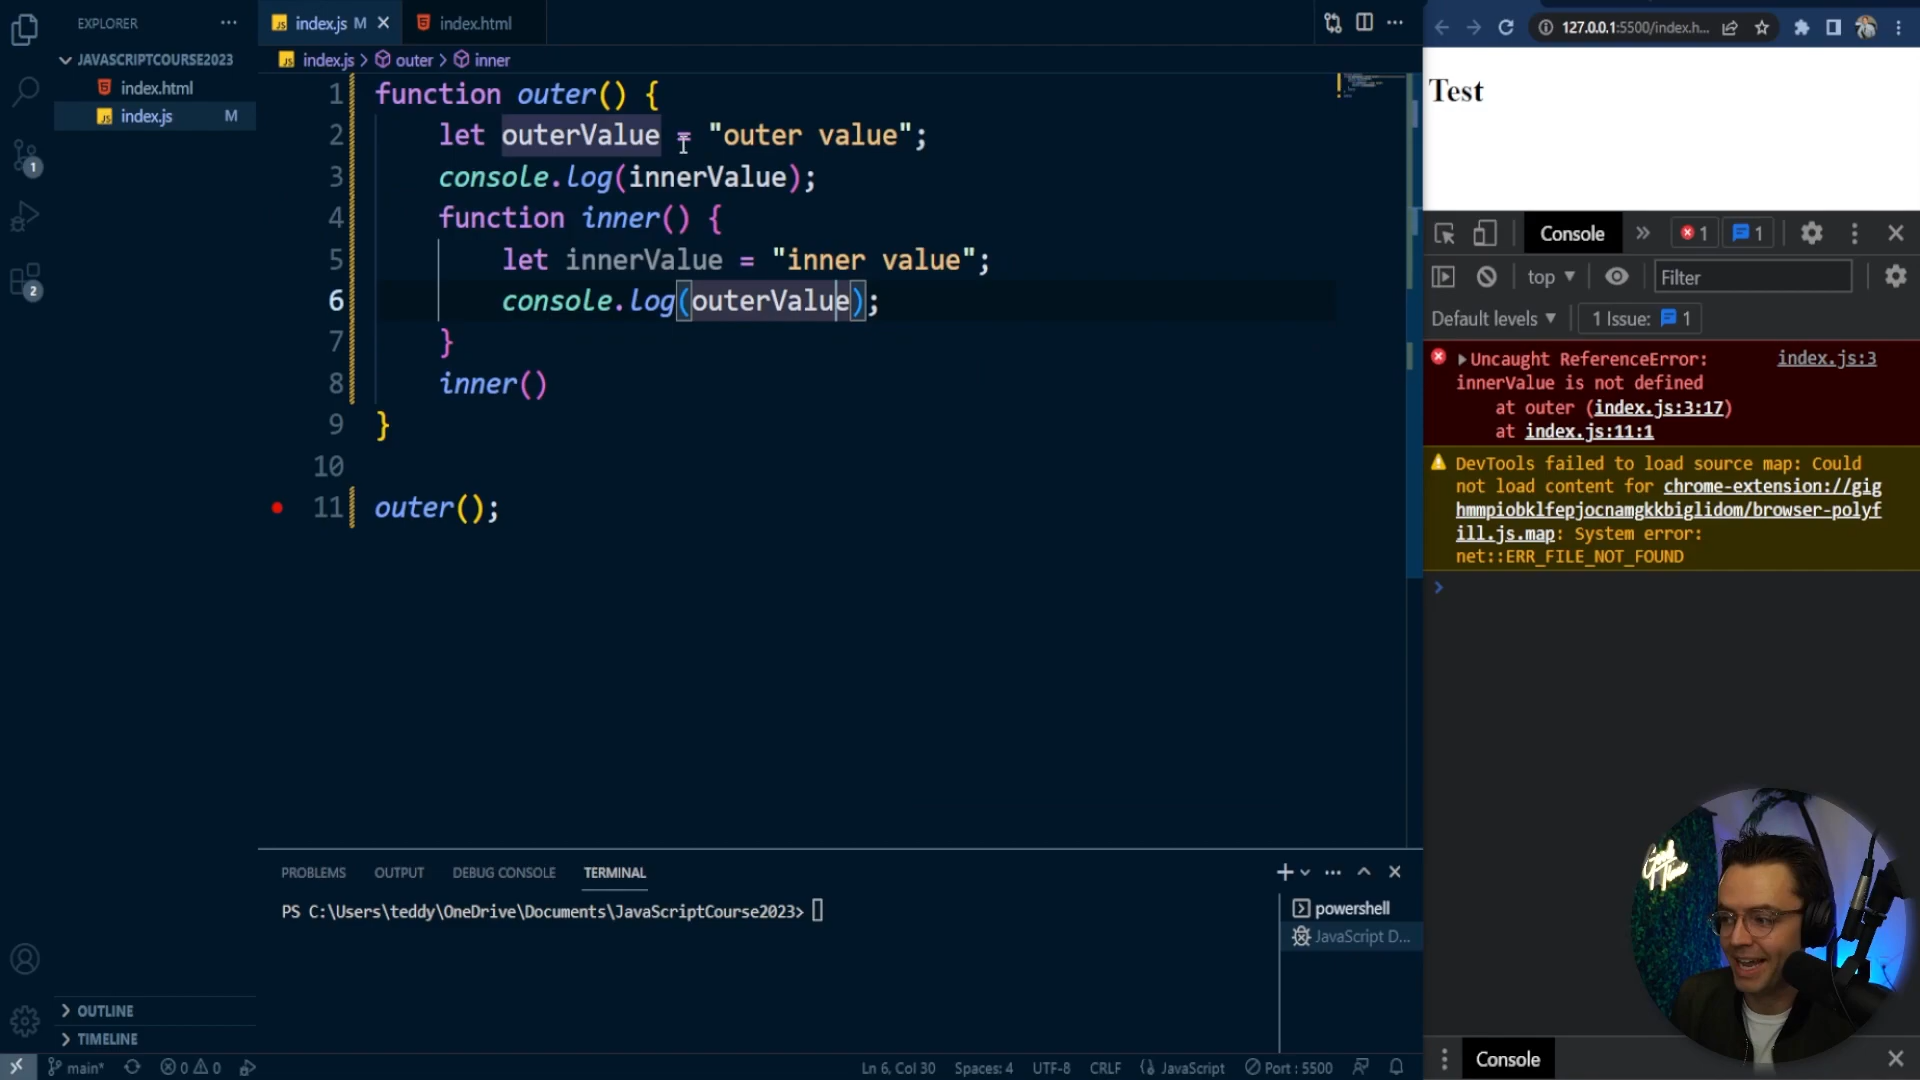 EXPLORER
JAVASCRIPTCOURSE2023
index.html
index.js M
1
2
OUTLINE
TIMELINE
index.js M
index.html
index.js > outer > inner
1 function outer() {
2 let outerValue = "outer value";
3 console.log(innerValue);
4 function inner() {
5 let innerValue = "inner value";
6 console.log(outerValue);
7 }
8 inner()
9 }
10
11 outer();
PROBLEMS OUTPUT DEBUG CONSOLE TERMINAL
PS C:\Users\teddy\OneDrive\Documents\JavaScriptCourse2023>
powershell
JavaScript D...
main* 0 0 Ln 6, Col 30 Spaces: 4 UTF-8 CRLF JavaScript Port : 5500
127.0.0.1:5500/index.h...
Test
Console 1 1
top Filter
Default levels 1 Issue: 1
Uncaught ReferenceError: index.js:3
innerValue is not defined
at outer (index.js:3:17)
at index.js:11:1
DevTools failed to load source map: Could
not load content for chrome-extension://gig
hmmpiobklfepjocnamgkkbiglidom/browser-polyf
ill.js.map: System error:
net::ERR_FILE_NOT_FOUND
Console